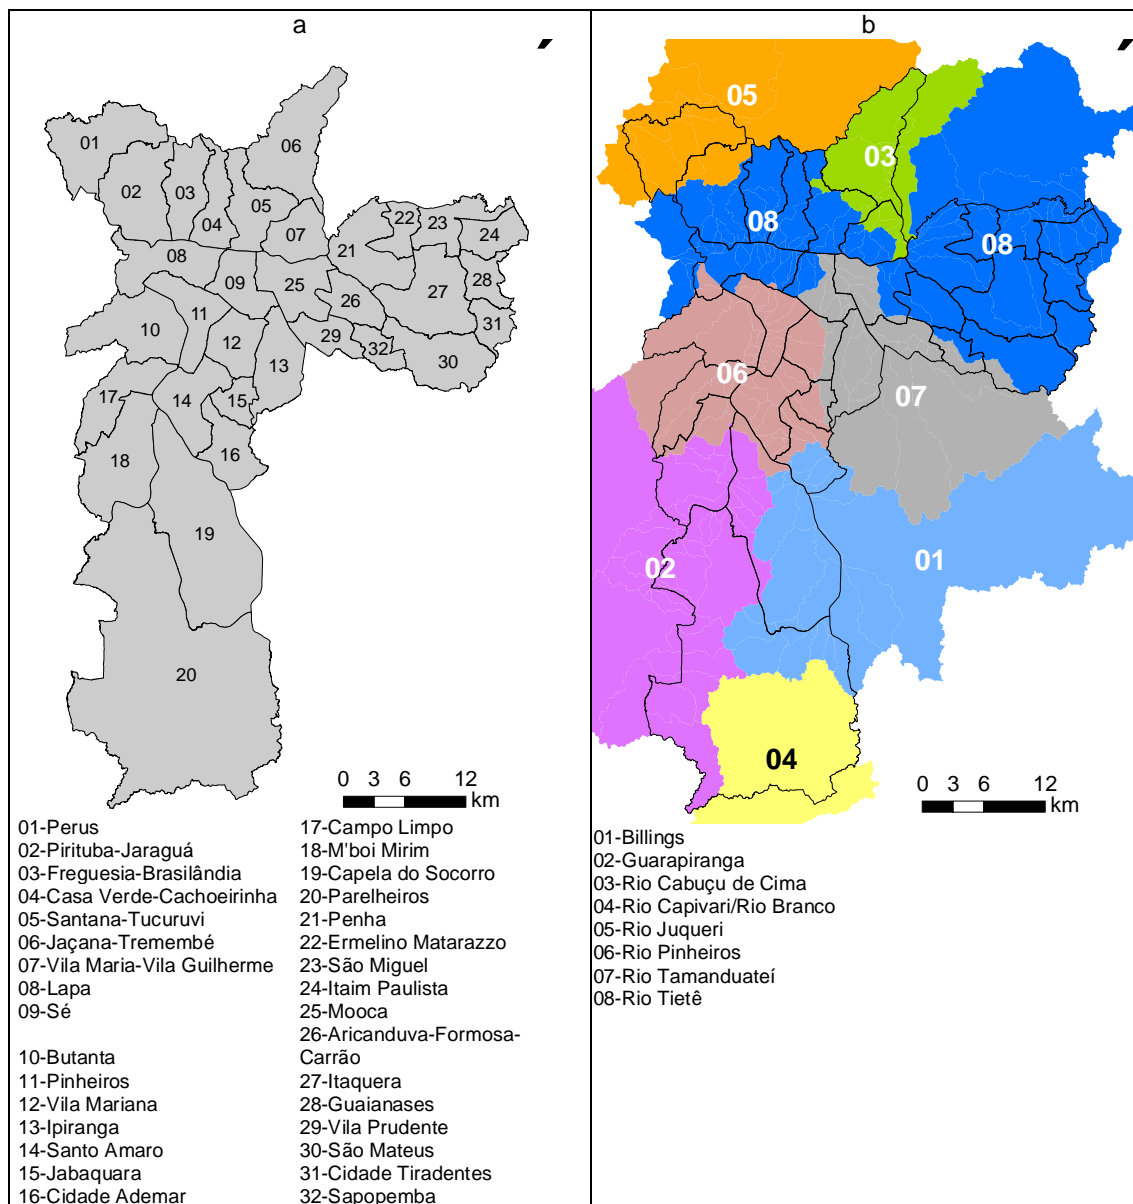 a
01
02
03
04
05
06
07
08
09
10
11
12
13
14
15
16
17
18
19
20
21
22
23
24
25
26
27
28
29
30
31
32
0 3 6 12
km
01-Perus
02-Pirituba-Jaraguá
03-Freguesia-Brasilândia
04-Casa Verde-Cachoeirinha
05-Santana-Tucuruvi
06-Jaçana-Tremembé
07-Vila Maria-Vila Guilherme
08-Lapa
09-Sé
10-Butanta
11-Pinheiros
12-Vila Mariana
13-Ipiranga
14-Santo Amaro
15-Jabaquara
16-Cidade Ademar
17-Campo Limpo
18-M'boi Mirim
19-Capela do Socorro
20-Parelheiros
21-Penha
22-Ermelino Matarazzo
23-São Miguel
24-Itaim Paulista
25-Mooca
26-Aricanduva-Formosa-
Carrão
27-Itaquera
28-Guaianases
29-Vila Prudente
30-São Mateus
31-Cidade Tiradentes
32-Sapopemba
b
05
03
08
08
06
07
02
01
04
0 3 6 12
km
01-Billings
02-Guarapiranga
03-Rio Cabuçu de Cima
04-Rio Capivari/Rio Branco
05-Rio Juqueri
06-Rio Pinheiros
07-Rio Tamanduateí
08-Rio Tietê